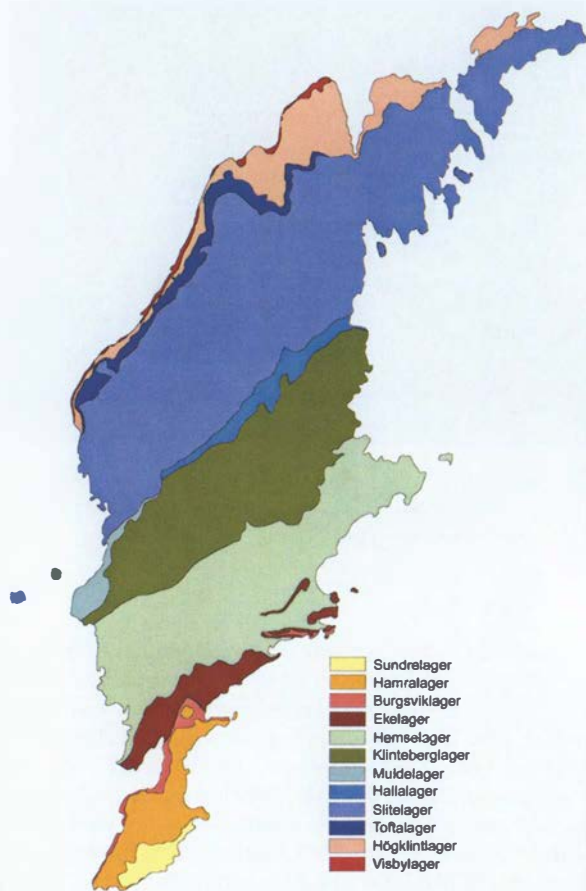 Sundrelager
Hamralager
Burgsviklager
Ekelager
Hemselager
Klinteberglager
Muldelager
Hallalager
Slitelager
Toftalager
Högklintlager
Visbylager